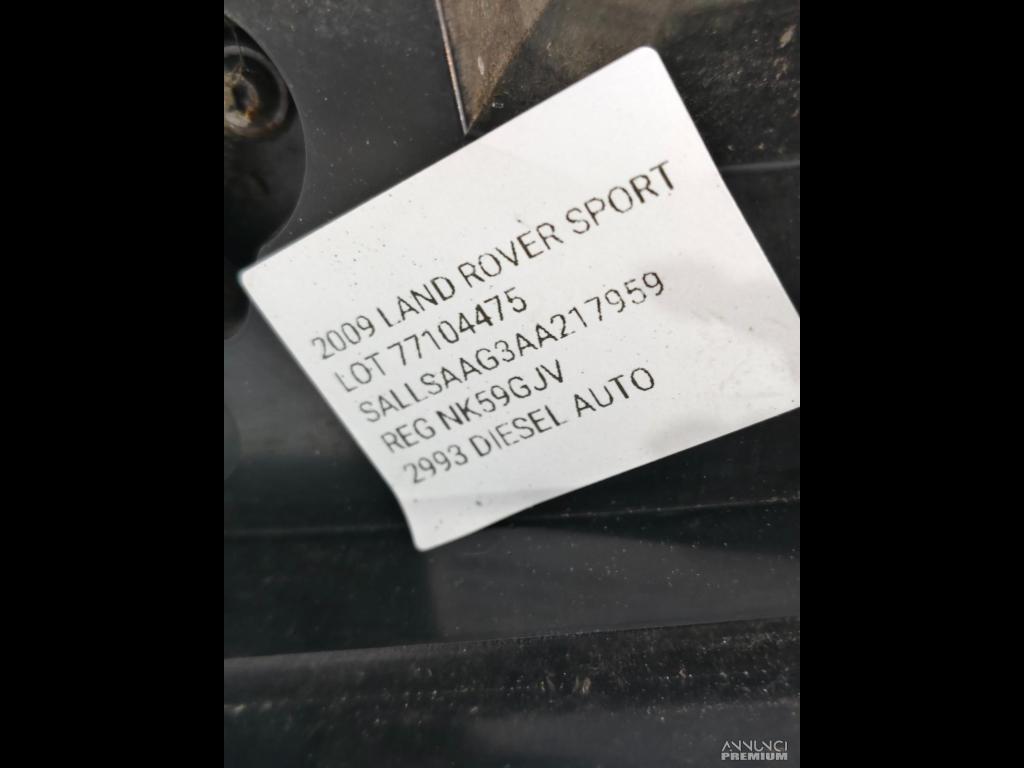 2009 LAND ROVER SPORT
LOT 77104475
SALLSAAG3AA217959
REG NK59GJV
2993 DIESEL AUTO
ANNUNCI
PREMIUM